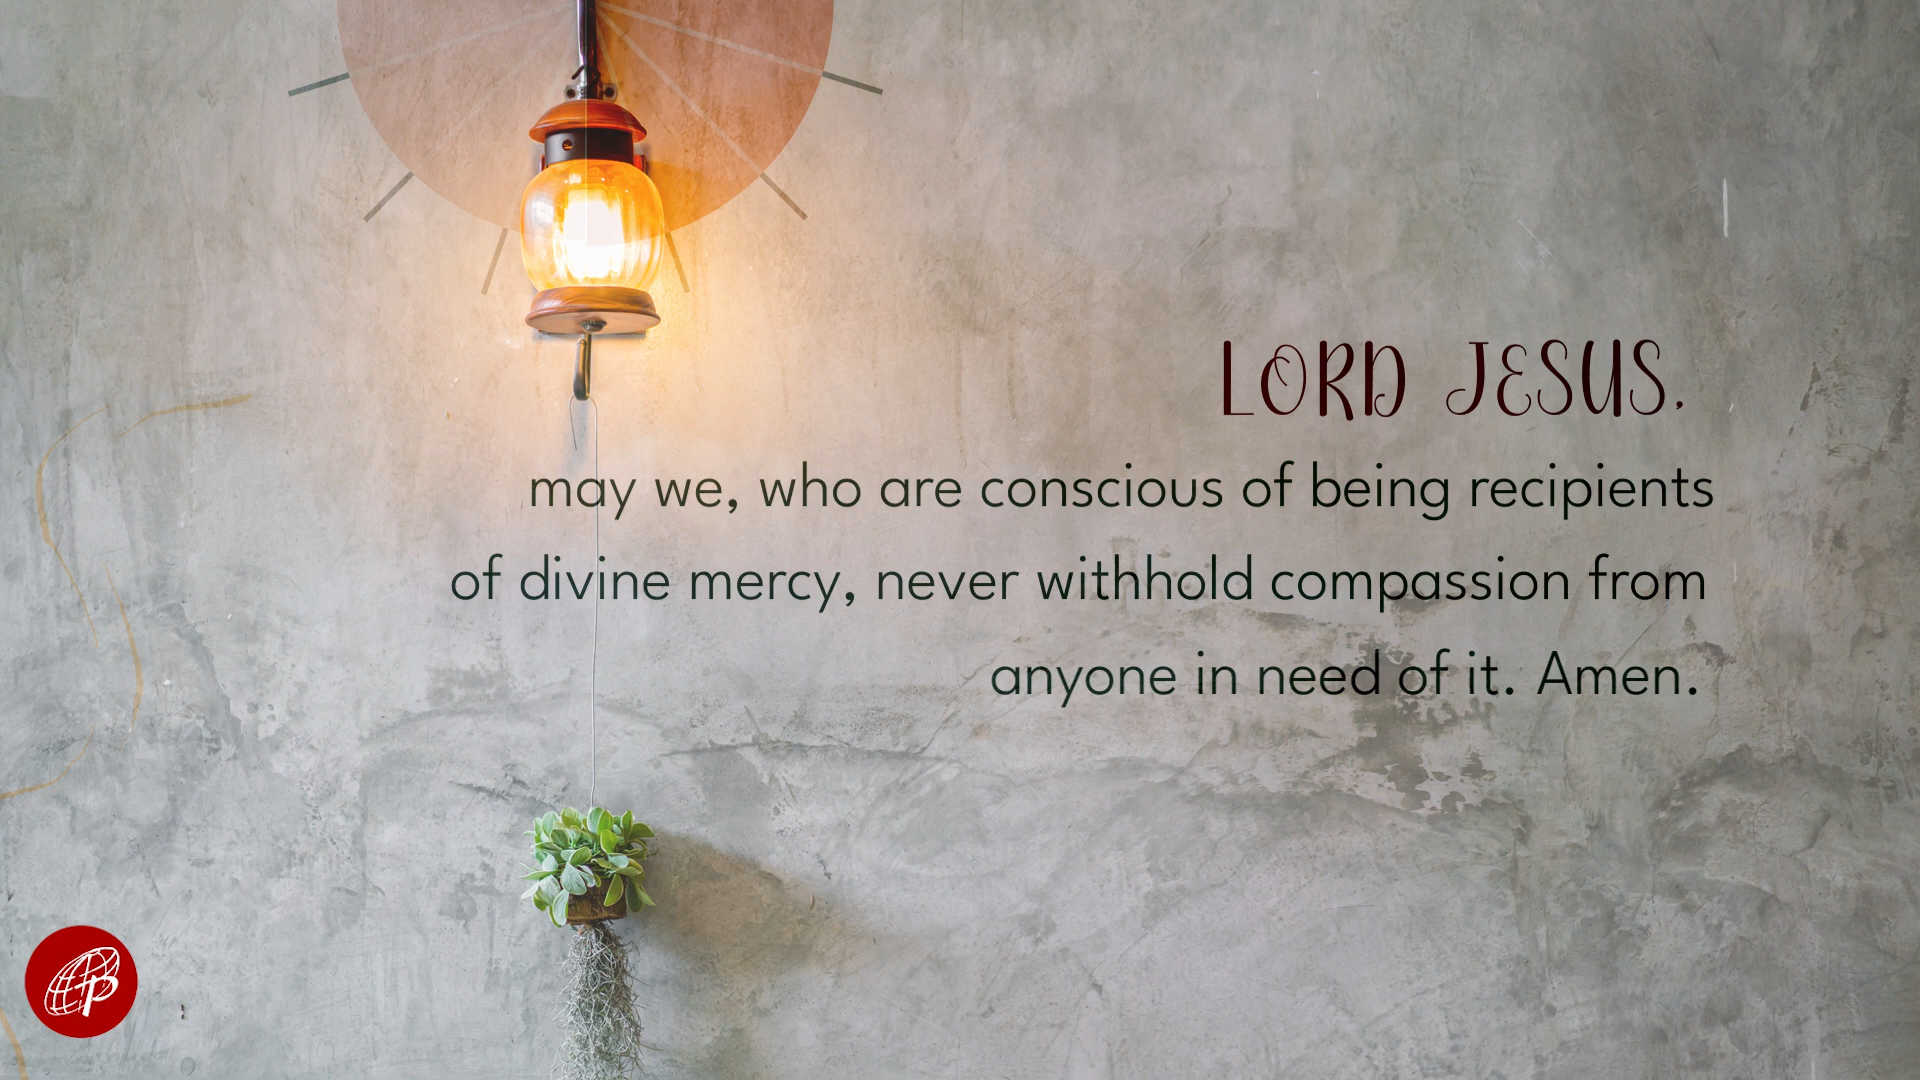 LORD JESUS,
may we, who are conscious of being recipients
of divine mercy, never withhold compassion from
anyone in need of it. Amen.